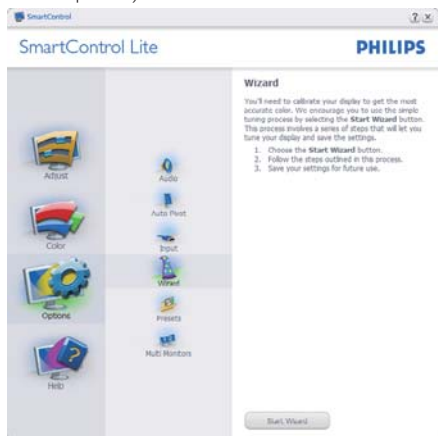 SmartControl
SmartControl Lite
PHILIPS
Adjust
Color
Options
Help
Audio
Auto Pivot
Input
Wizard
Presets
Multi Monitors
Wizard
You'll need to calibrate your display to get the most
accurate color. We encourage you to use the simple
tuning process by selecting the Start Wizard button.
This process involves a series of steps that will let you
tune your display and save the settings.
1. Choose the Start Wizard button.
2. Follow the steps outlined in this process.
3. Save your settings for future use.
Start Wizard